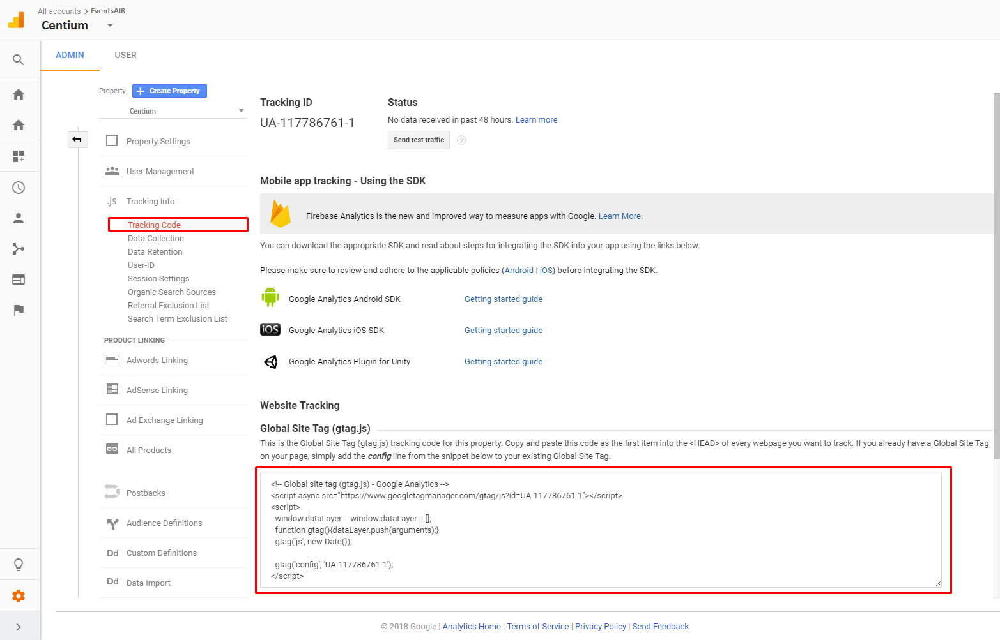 All accounts > EventsAIR
Centium
ADMIN
USER
Property
Create Property
Centium
Property Settings
User Management
.js Tracking Info
Tracking Code
Data Collection
Data Retention
User-ID
Session Settings
Organic Search Sources
Referral Exclusion List
Search Term Exclusion List
PRODUCT LINKING
Adwords Linking
AdSense Linking
Ad Exchange Linking
All Products
Postbacks
Audience Definitions
Dd Custom Definitions
Dd Data Import
Tracking ID
UA-117786761-1
Status
No data received in past 48 hours. Learn more
Send test traffic ?
Mobile app tracking - Using the SDK
Firebase Analytics is the new and improved way to measure apps with Google. Learn More.
You can download the appropriate SDK and read about steps for integrating the SDK into your app using the links below.
Please make sure to review and adhere to the applicable policies (Android | iOS) before integrating the SDK.
Google Analytics Android SDK Getting started guide
iOS Google Analytics iOS SDK Getting started guide
Google Analytics Plugin for Unity Getting started guide
Website Tracking
Global Site Tag (gtag.js)
This is the Global Site Tag (gtag.js) tracking code for this property. Copy and paste this code as the first item into the <HEAD> of every webpage you want to track. If you already have a Global Site Tag
on your page, simply add the config line from the snippet below to your existing Global Site Tag.
<!-- Global site tag (gtag.js) - Google Analytics -->
<script async src="https://www.googletagmanager.com/gtag/js?id=UA-117786761-1"></script>
<script>
window.dataLayer = window.dataLayer || [];
function gtag(){dataLayer.push(arguments);}
gtag('js', new Date());
gtag('config', 'UA-117786761-1');
</script>
© 2018 Google | Analytics Home | Terms of Service | Privacy Policy | Send Feedback